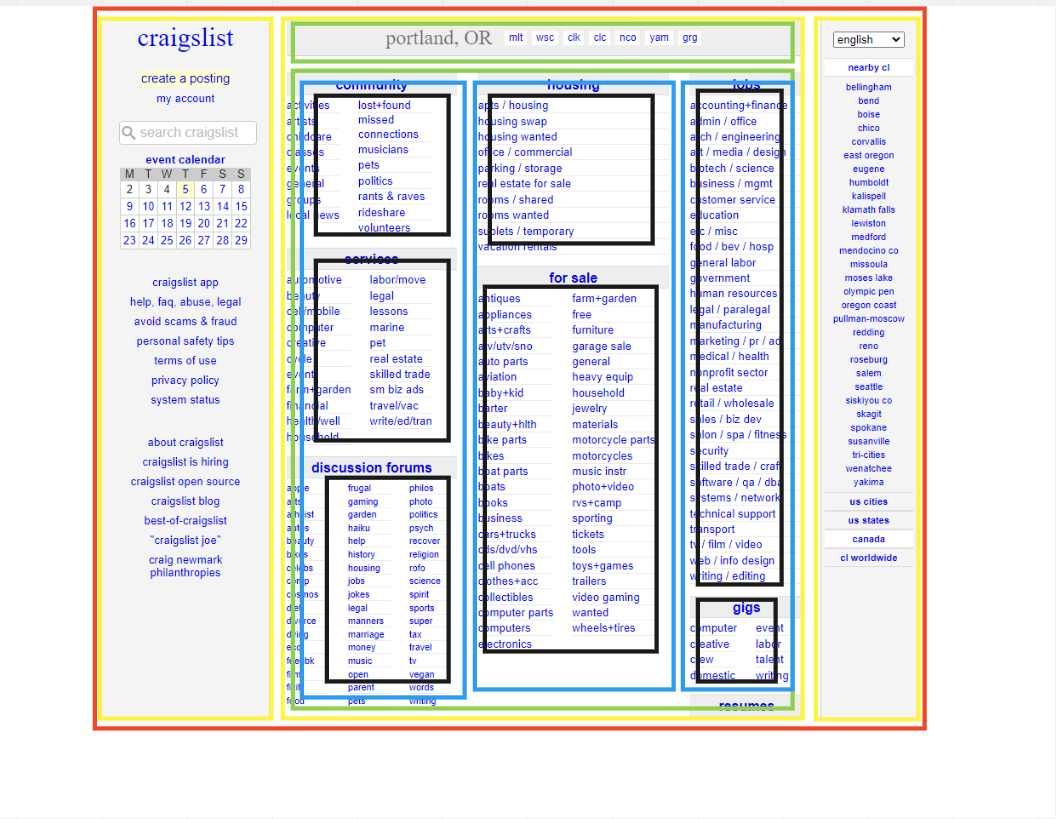 craigslist
create a posting
my account
search craigslist
event calendar
M T W T F S S
2 3 4 5 6 7 8
9 10 11 12 13 14 15
16 17 18 19 20 21 22
23 24 25 26 27 28 29
craigslist app
help, faq, abuse, legal
avoid scams & fraud
personal safety tips
terms of use
privacy policy
system status
about craigslist
craigslist is hiring
craigslist open source
craigslist blog
best-of-craigslist
"craigslist joe"
craig newmark
philanthropies
portland, OR mlt wsc clk clc nco yam grg
community
activities
artists
childcare
classes
events
general
groups
local news
lost+found
missed
connections
musicians
pets
politics
rants & raves
rideshare
volunteers
services
automotive
beauty
cell/mobile
computer
creative
cycle
event
farm+garden
financial
health/well
household
labor/move
legal
lessons
marine
pet
real estate
skilled trade
sm biz ads
travel/vac
write/ed/tran
discussion forums
apple
arts
atheist
autos
beauty
bikes
celebs
comp
cosmos
diet
divorce
dying
eco
feedbk
film
fixit
food
frugal
gaming
garden
haiku
help
history
housing
jobs
jokes
legal
manners
marriage
money
music
open
parent
pets
philos
photo
politics
psych
recover
religion
rofo
science
spirit
sports
super
tax
travel
tv
vegan
words
writing
housing
apts / housing
housing swap
housing wanted
office / commercial
parking / storage
real estate for sale
rooms / shared
rooms wanted
sublets / temporary
vacation rentals
for sale
antiques
appliances
arts+crafts
atv/utv/sno
auto parts
aviation
baby+kid
barter
beauty+hlth
bike parts
bikes
boat parts
boats
books
business
cars+trucks
cds/dvd/vhs
cell phones
clothes+acc
collectibles
computer parts
computers
electronics
farm+garden
free
furniture
garage sale
general
heavy equip
household
jewelry
materials
motorcycle parts
motorcycles
music instr
photo+video
rvs+camp
sporting
tickets
tools
toys+games
trailers
video gaming
wanted
wheels+tires
jobs
accounting+finance
admin / office
arch / engineering
art / media / design
biotech / science
business / mgmt
customer service
education
etc / misc
food / bev / hosp
general labor
government
human resources
legal / paralegal
manufacturing
marketing / pr / ad
medical / health
nonprofit sector
real estate
retail / wholesale
sales / biz dev
salon / spa / fitness
security
skilled trade / craft
software / qa / dba
systems / network
technical support
transport
tv / film / video
web / info design
writing / editing
gigs
computer
creative
crew
domestic
event
labor
talent
writing
resumes
english
nearby cl
bellingham
bend
boise
chico
corvallis
east oregon
eugene
humboldt
kalispell
klamath falls
lewiston
medford
mendocino co
missoula
moses lake
olympic pen
oregon coast
pullman-moscow
redding
reno
roseburg
salem
seattle
siskiyou co
skagit
spokane
susanville
tri-cities
wenatchee
yakima
us cities
us states
canada
cl worldwide